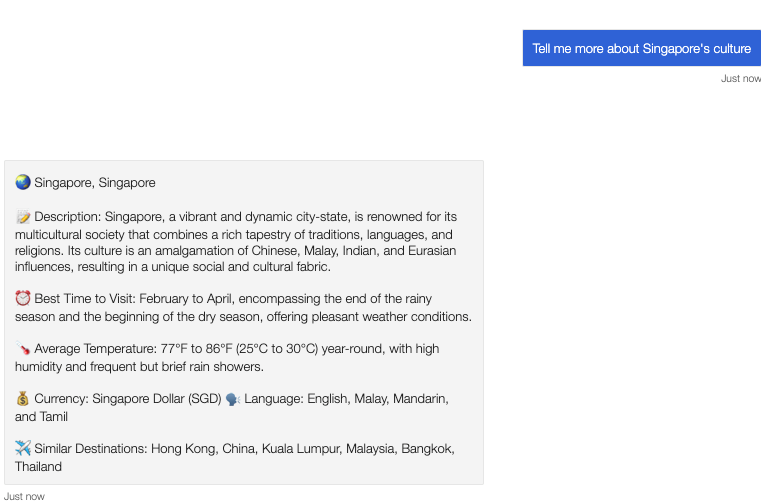 Tell me more about Singapore's culture
Just now
🌏 Singapore, Singapore
📝 Description: Singapore, a vibrant and dynamic city-state, is renowned for its
multicultural society that combines a rich tapestry of traditions, languages, and
religions. Its culture is an amalgamation of Chinese, Malay, Indian, and Eurasian
influences, resulting in a unique social and cultural fabric.
⏰ Best Time to Visit: February to April, encompassing the end of the rainy
season and the beginning of the dry season, offering pleasant weather conditions.
🌡️ Average Temperature: 77°F to 86°F (25°C to 30°C) year-round, with high
humidity and frequent but brief rain showers.
💰 Currency: Singapore Dollar (SGD) 🗣️ Language: English, Malay, Mandarin,
and Tamil
✈️ Similar Destinations: Hong Kong, China, Kuala Lumpur, Malaysia, Bangkok,
Thailand
Just now